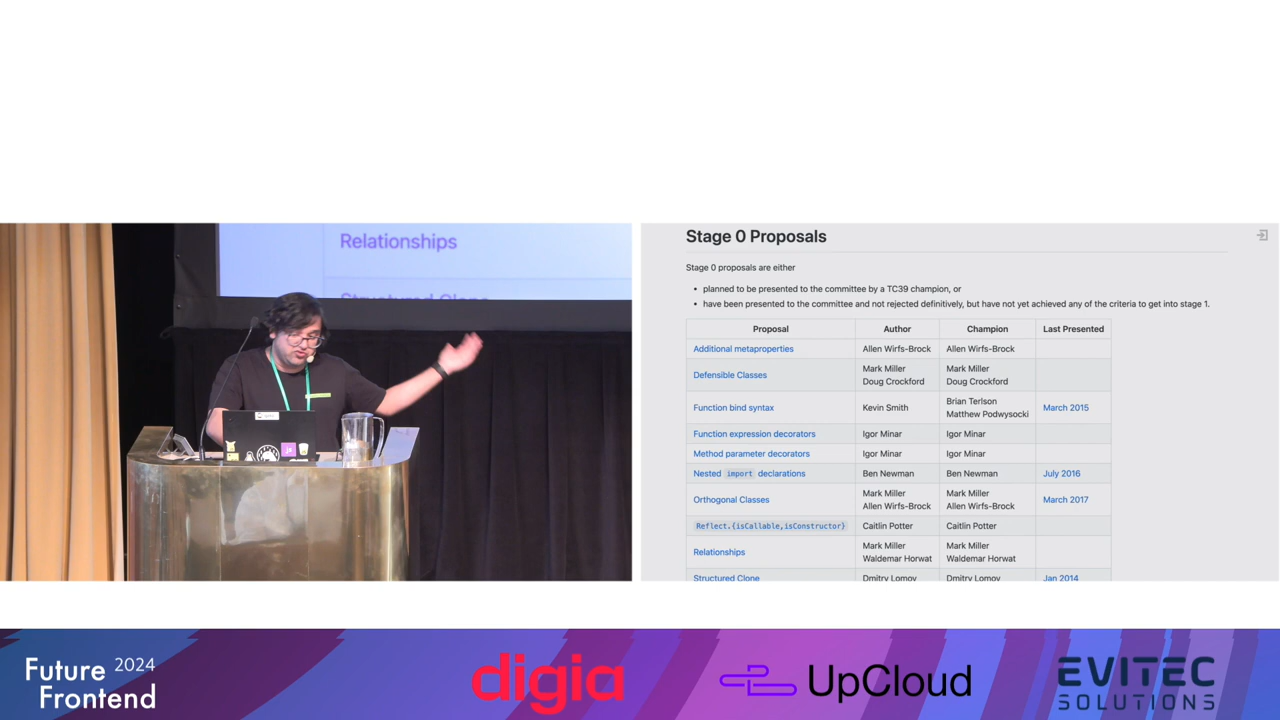 Relationships
Structured Clone
Stage 0 Proposals
Stage 0 proposals are either
• planned to be presented to the committee by a TC39 champion, or
• have been presented to the committee and not rejected definitively, but have not yet achieved any of the criteria to get into stage 1.
Proposal Author Champion Last Presented
Additional metaproperties Allen Wirfs-Brock Allen Wirfs-Brock
Defensible Classes Mark Miller Doug Crockford Mark Miller Doug Crockford
Function bind syntax Kevin Smith Brian Terlson Matthew Podwysocki March 2015
Function expression decorators Igor Minar Igor Minar
Method parameter decorators Igor Minar Igor Minar
Nested import declarations Ben Newman Ben Newman July 2016
Orthogonal Classes Mark Miller Allen Wirfs-Brock Mark Miller Allen Wirfs-Brock March 2017
Reflect.{isCallable,isConstructor} Caitlin Potter Caitlin Potter
Relationships Mark Miller Waldemar Horwat Mark Miller Waldemar Horwat
Structured Clone Dmitry Lomov Dmitry Lomov Jan 2014
Future 2024
Frontend
digia
UpCloud
EVITEC
SOLUTIONS